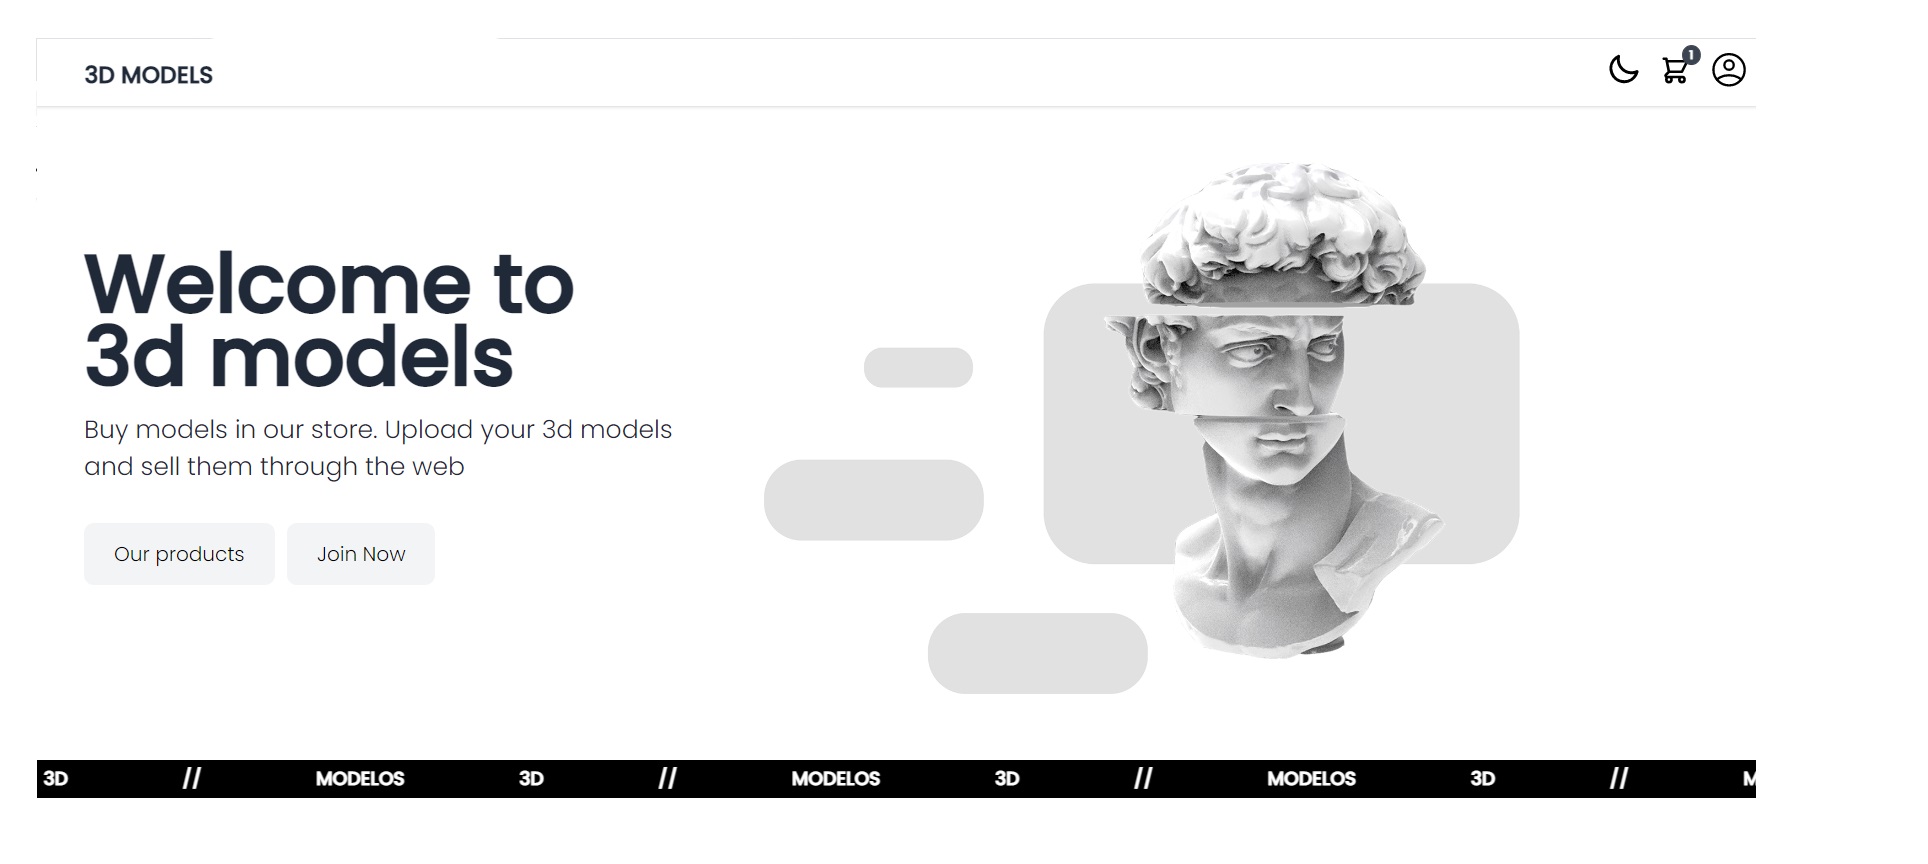 3D MODELS
1
Welcome to
3d models
Buy models in our store. Upload your 3d models
and sell them through the web
Our products
Join Now
3D // MODELOS 3D // MODELOS 3D // MODELOS 3D // M